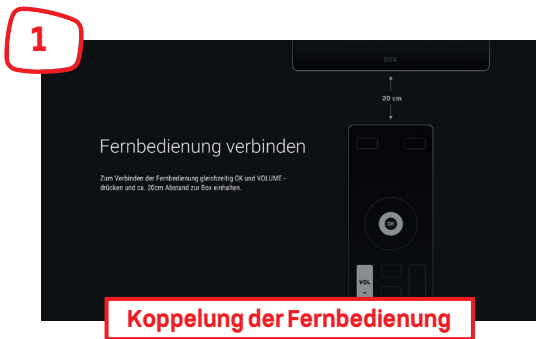 1
BOX
20 cm
Fernbedienung verbinden
Zum Verbinden der Fernbedienung gleichzeitig OK und VOLUME -
drücken und ca. 20cm Abstand zur Box einhalten.
OK
VOL
–
Koppelung der Fernbedienung